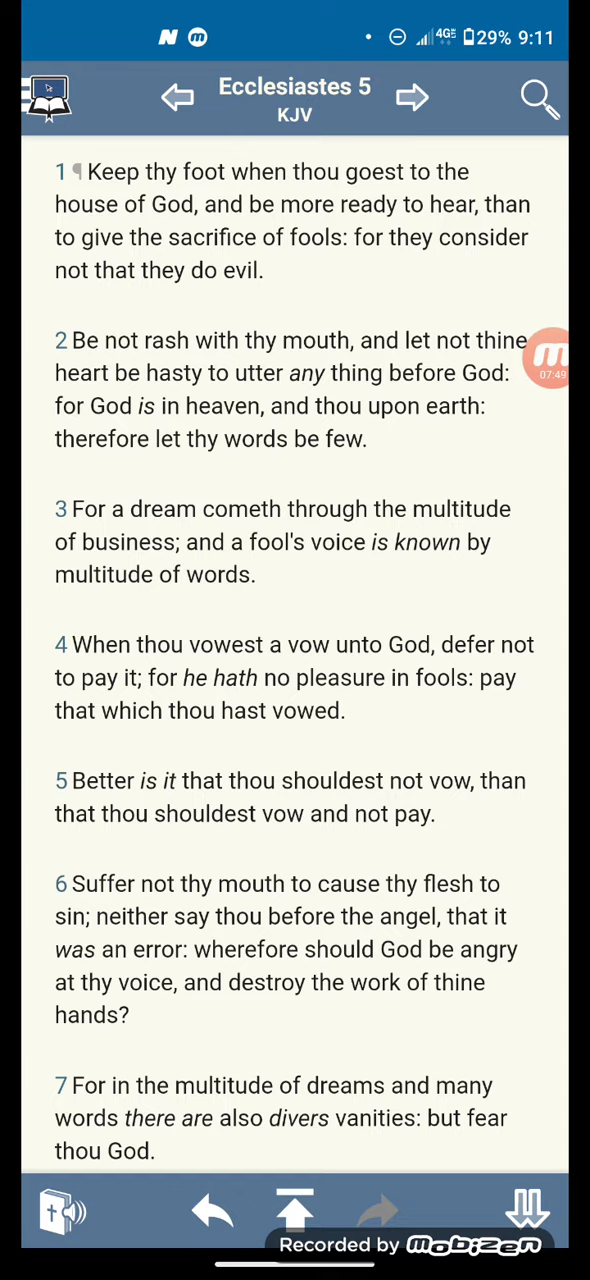 29% 9:11
4GE
Ecclesiastes 5
KJV
1 ¶ Keep thy foot when thou goest to the
house of God, and be more ready to hear, than
to give the sacrifice of fools: for they consider
not that they do evil.
2 Be not rash with thy mouth, and let not thine
heart be hasty to utter any thing before God:
for God is in heaven, and thou upon earth:
therefore let thy words be few.
m
07:49
3 For a dream cometh through the multitude
of business; and a fool's voice is known by
multitude of words.
4 When thou vowest a vow unto God, defer not
to pay it; for he hath no pleasure in fools: pay
that which thou hast vowed.
5 Better is it that thou shouldest not vow, than
that thou shouldest vow and not pay.
6 Suffer not thy mouth to cause thy flesh to
sin; neither say thou before the angel, that it
was an error: wherefore should God be angry
at thy voice, and destroy the work of thine
hands?
7 For in the multitude of dreams and many
words there are also divers vanities: but fear
thou God.
Recorded by mobizen